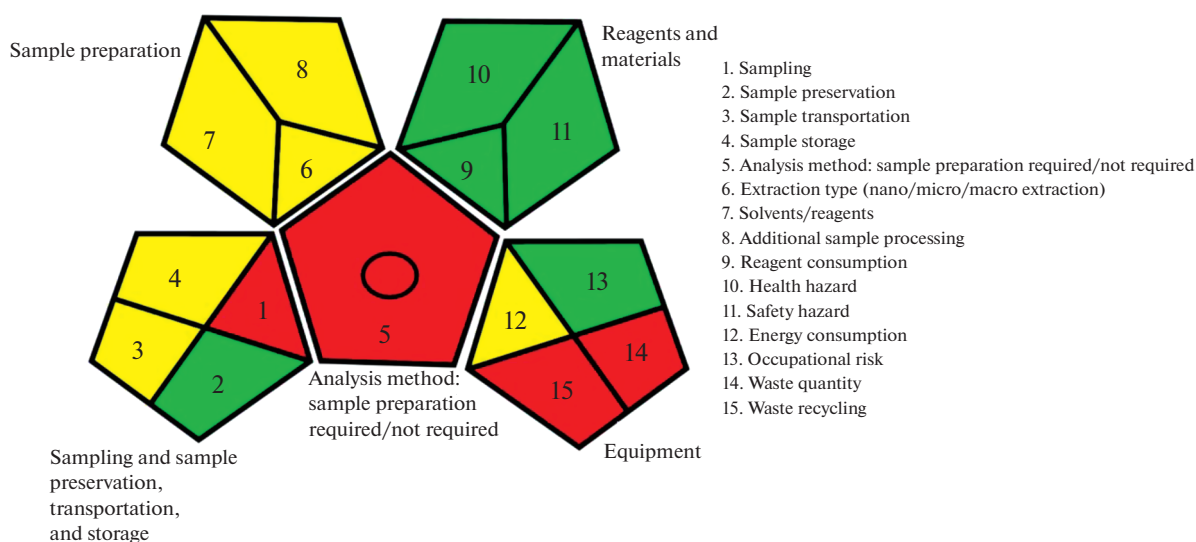 Sample preparation
8
7
6
Reagents and
materials
10
11
9
1. Sampling
2. Sample preservation
3. Sample transportation
4. Sample storage
5. Analysis method: sample preparation required/not required
6. Extraction type (nano/micro/macro extraction)
7. Solvents/reagents
8. Additional sample processing
9. Reagent consumption
10. Health hazard
11. Safety hazard
12. Energy consumption
13. Occupational risk
14. Waste quantity
15. Waste recycling
4
1
3
2
5
13
12
14
15
Analysis method:
sample preparation
required/not required
Equipment
Sampling and sample
preservation,
transportation,
and storage